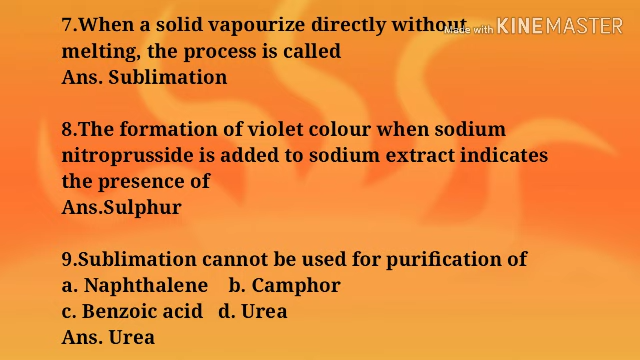 7.When a solid vapourize directly without
Made with KINEMASTER
melting, the process is called
Ans. Sublimation
8.The formation of violet colour when sodium
nitroprusside is added to sodium extract indicates
the presence of
Ans.Sulphur
9.Sublimation cannot be used for purification of
a. Naphthalene b. Camphor
c. Benzoic acid d. Urea
Ans. Urea